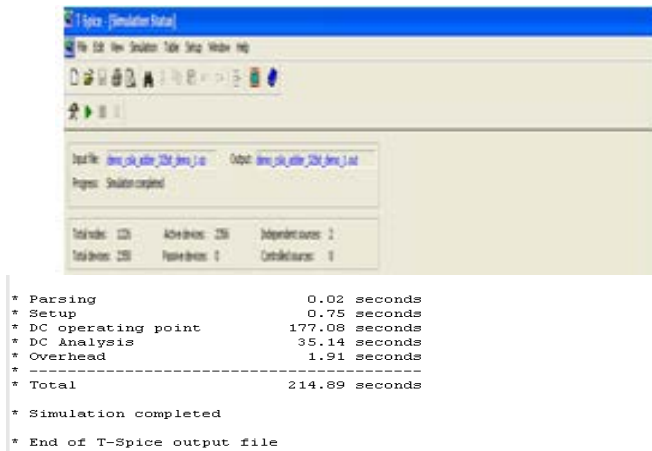 T-Spice - [Simulation Status]
File Edit View Simulation Table Setup Window Help
Input file: Output:
Progress: Simulation completed
Total nodes: Active devices: Independent sources: 2
Total devices: Passive devices: 0 Controlled sources: 0
* Parsing 0.02 seconds
* Setup 0.75 seconds
* DC operating point 177.08 seconds
* DC Analysis 35.14 seconds
* Overhead 1.91 seconds
* -----------------------------------------
* Total 214.89 seconds
* Simulation completed
* End of T-Spice output file